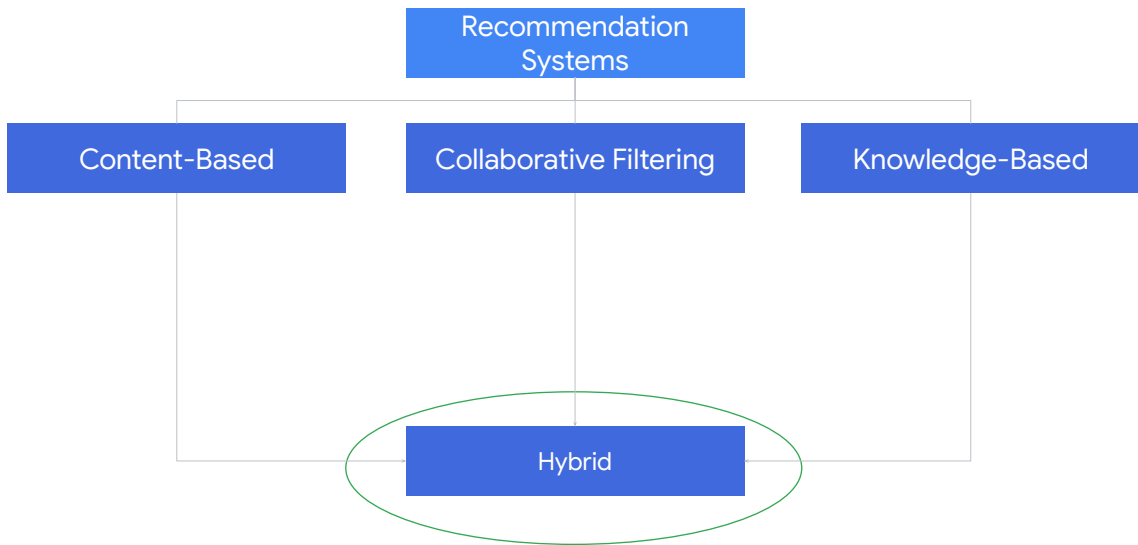 Recommendation
Systems
Content-Based
Collaborative Filtering
Knowledge-Based
Hybrid